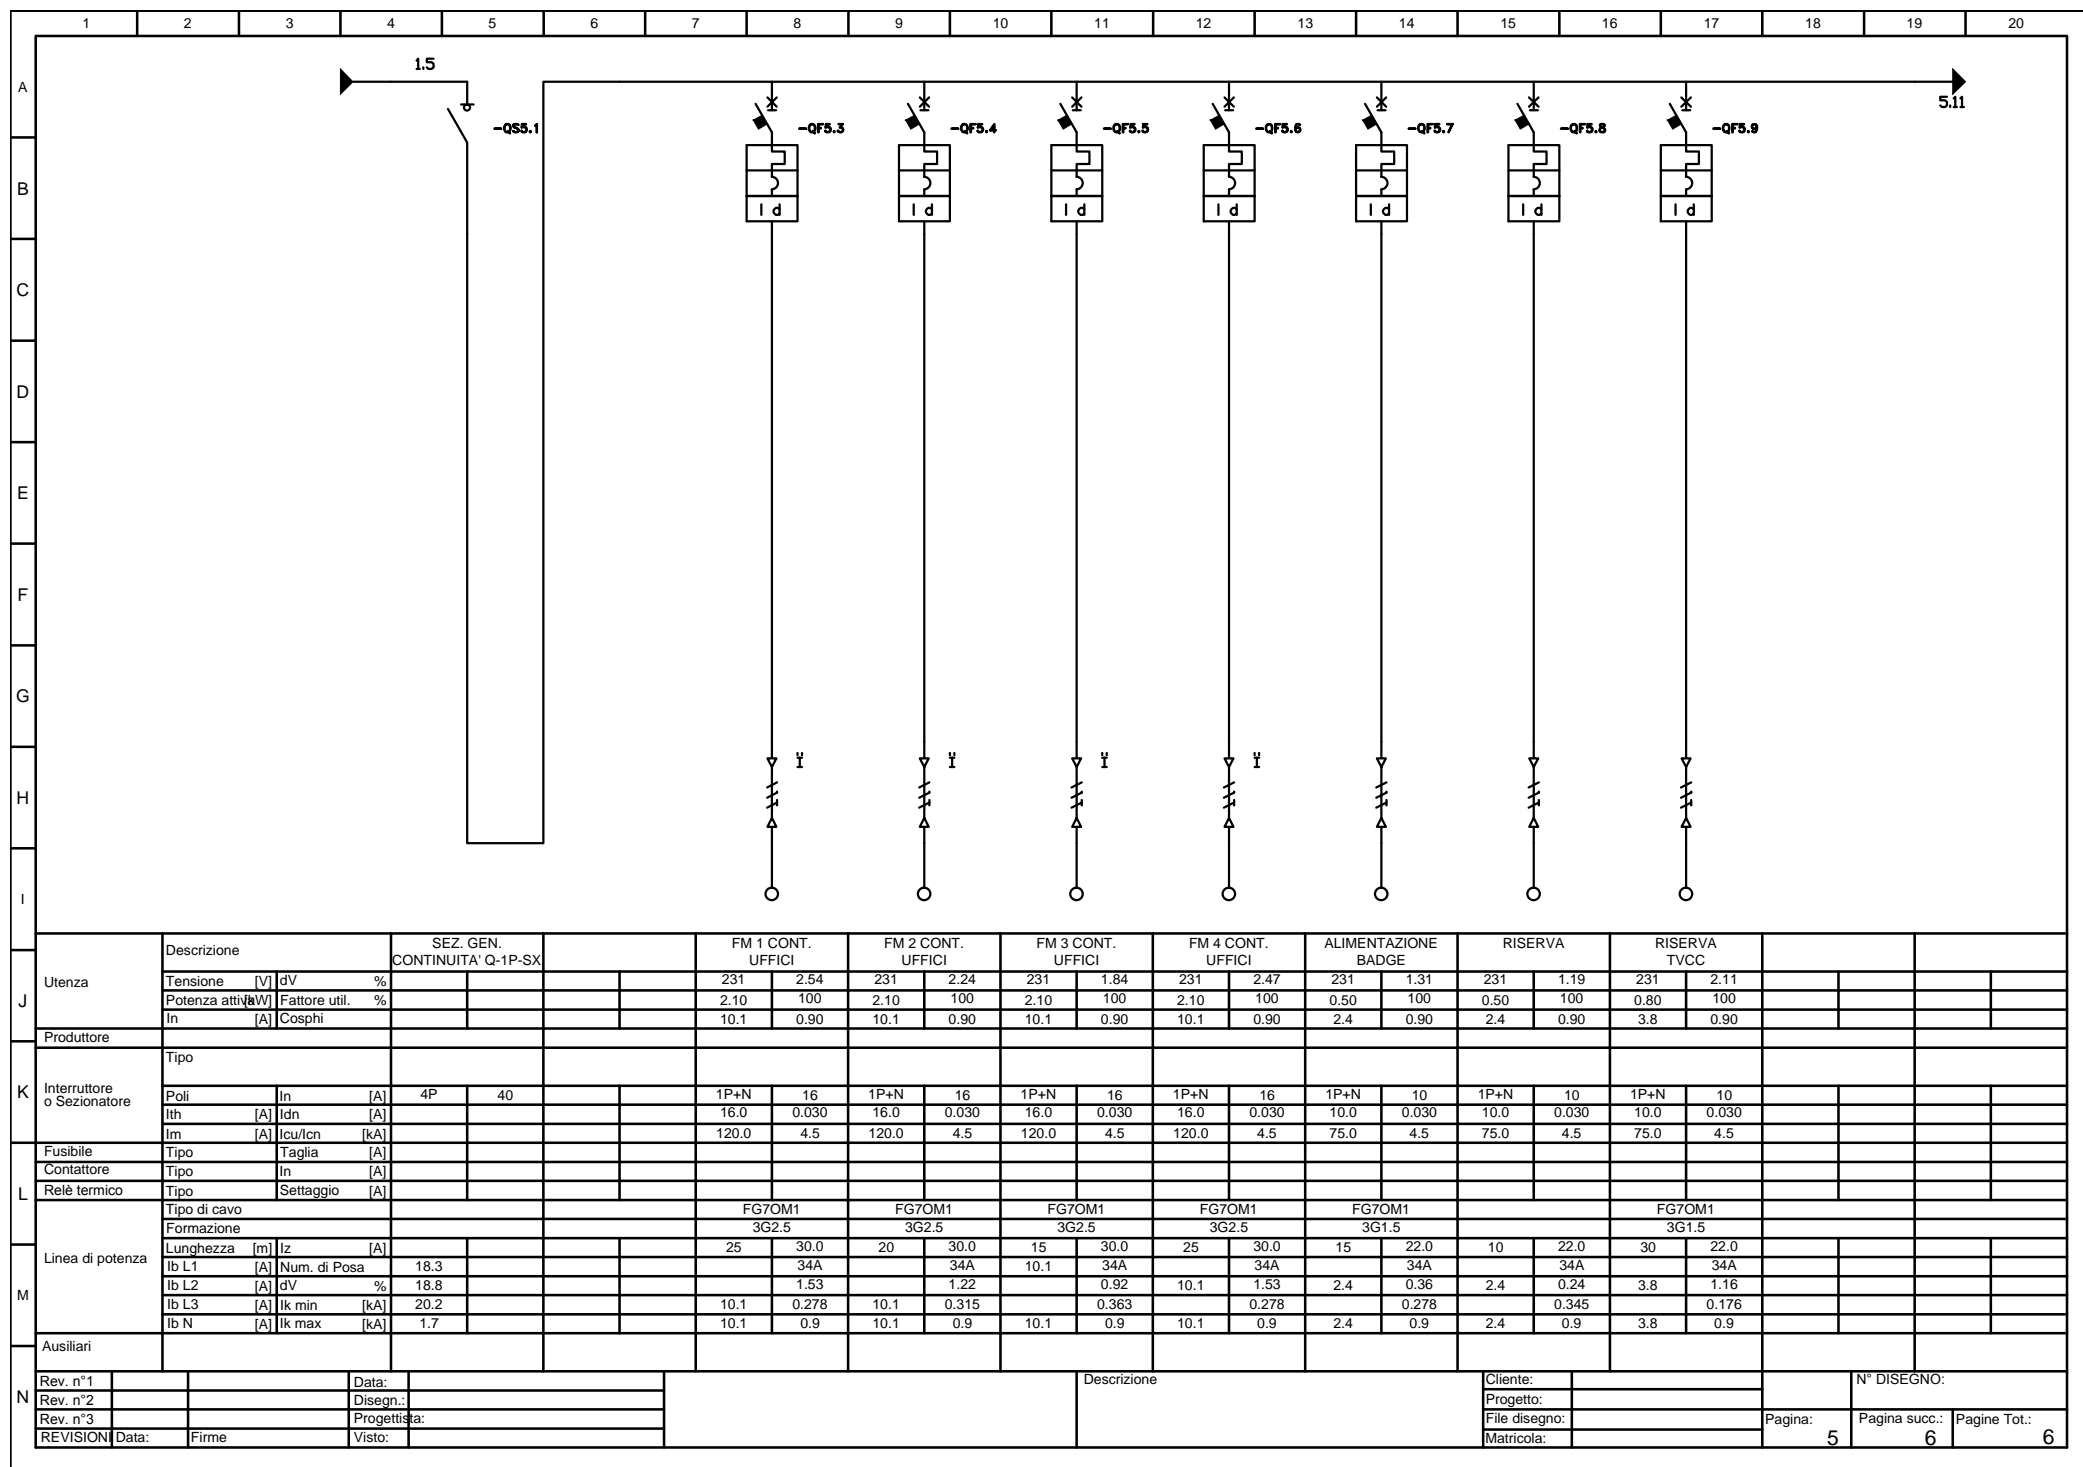 1 2 3 4 5 6 7 8 9 10 11 12 13 14 15 16 17 18 19 20
A
B
C
D
E
F
G
H
I
J
K
L
M
N
1.5
5.11
-QS5.1 -QF5.3 -QF5.4 -QF5.5 -QF5.6 -QF5.7 -QF5.8 -QF5.9
I d I d I d I d I d I d I d
Ï Ï Ï Ï
Utenza
Descrizione SEZ. GEN. FM 1 CONT. FM 2 CONT. FM 3 CONT. FM 4 CONT. ALIMENTAZIONE RISERVA RISERVA
CONTINUITA' Q-1P-SX UFFICI UFFICI UFFICI UFFICI BADGE TVCC
Tensione [V] dV % 231 2.54 231 2.24 231 1.84 231 2.47 231 1.31 231 1.19 231 2.11
Potenza attiva [kW] Fattore util. % 2.10 100 2.10 100 2.10 100 2.10 100 0.50 100 0.50 100 0.80 100
In [A] Cosphi 10.1 0.90 10.1 0.90 10.1 0.90 10.1 0.90 2.4 0.90 2.4 0.90 3.8 0.90
Produttore
Interruttore
o Sezionatore
Tipo
Poli In [A] 4P 40 1P+N 16 1P+N 16 1P+N 16 1P+N 16 1P+N 10 1P+N 10 1P+N 10
Ith [A] Idn [A] 16.0 0.030 16.0 0.030 16.0 0.030 16.0 0.030 10.0 0.030 10.0 0.030 10.0 0.030
Im [A] Icu/Icn [kA] 120.0 4.5 120.0 4.5 120.0 4.5 120.0 4.5 75.0 4.5 75.0 4.5 75.0 4.5
Fusibile Tipo Taglia [A]
Contattore Tipo In [A]
Relè termico Tipo Settaggio [A]
Linea di potenza
Tipo di cavo FG7OM1 FG7OM1 FG7OM1 FG7OM1 FG7OM1 FG7OM1
Formazione 3G2.5 3G2.5 3G2.5 3G2.5 3G1.5 3G1.5
Lunghezza [m] Iz [A] 25 30.0 20 30.0 15 30.0 25 30.0 15 22.0 10 22.0 30 22.0
Ib L1 [A] Num. di Posa 18.3 34A 34A 10.1 34A 34A 34A 34A 34A
Ib L2 [A] dV % 18.8 1.53 1.22 0.92 10.1 1.53 2.4 0.36 2.4 0.24 3.8 1.16
Ib L3 [A] Ik min [kA] 20.2 10.1 0.278 10.1 0.315 0.363 0.278 0.278 0.345 0.176
Ib N [A] Ik max [kA] 1.7 10.1 0.9 10.1 0.9 10.1 0.9 10.1 0.9 2.4 0.9 2.4 0.9 3.8 0.9
Ausiliari
Rev. n°1 Data: Descrizione Cliente: N° DISEGNO:
Rev. n°2 Disegn.: Progetto:
Rev. n°3 Progettista: File disegno: Pagina: Pagina succ.: Pagine Tot.:
REVISIONI Data: Firme Visto: Matricola: 5 6 6